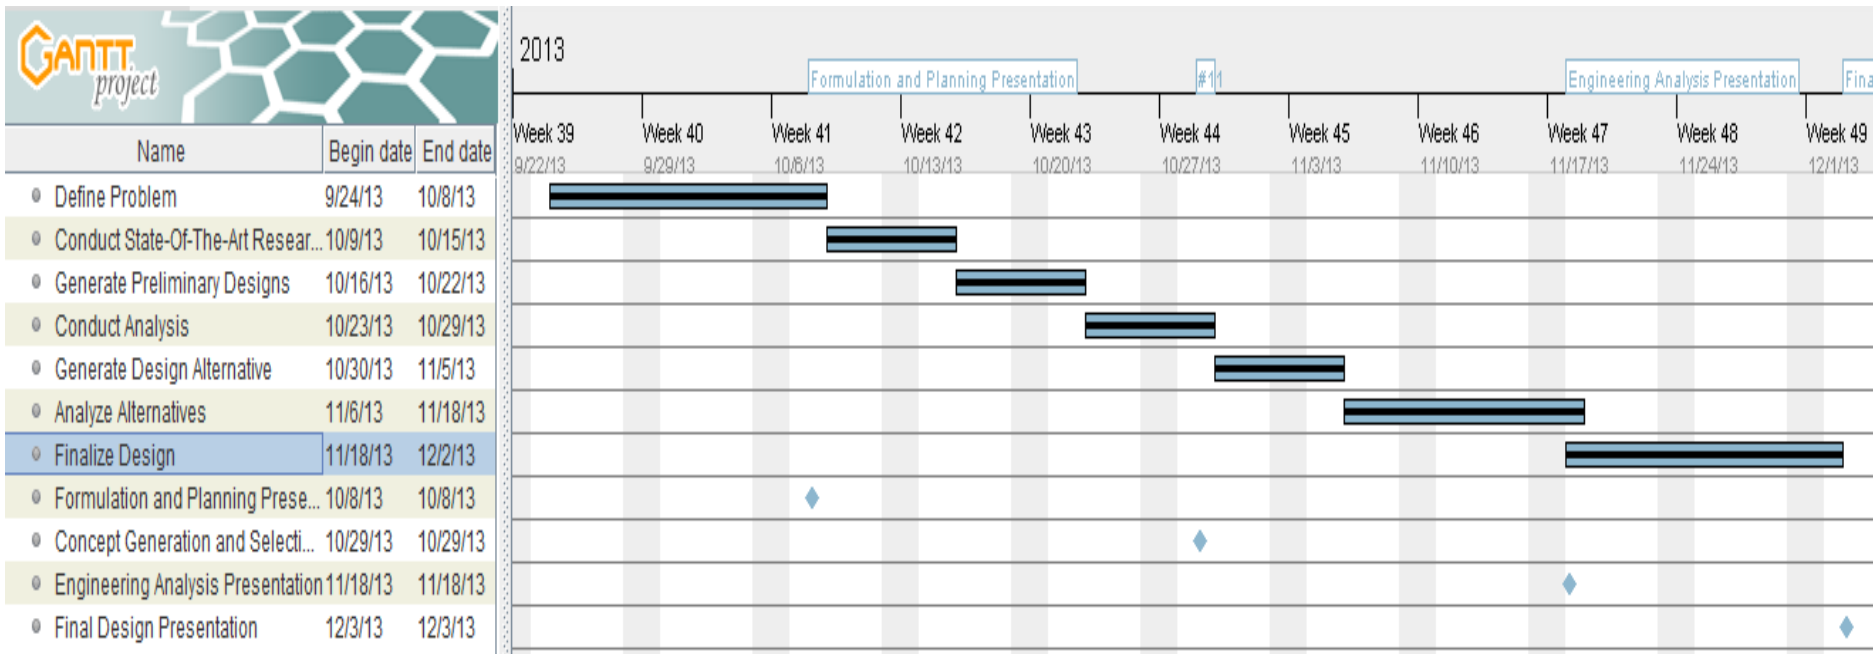 GANTT
project
2013
Formulation and Planning Presentation #11 Engineering Analysis Presentation Fina
Week 39 Week 40 Week 41 Week 42 Week 43 Week 44 Week 45 Week 46 Week 47 Week 48 Week 49
9/22/13 9/29/13 10/6/13 10/13/13 10/20/13 10/27/13 11/3/13 11/10/13 11/17/13 11/24/13 12/1/13
Name Begin date End date
Define Problem 9/24/13 10/8/13
Conduct State-Of-The-Art Resear... 10/9/13 10/15/13
Generate Preliminary Designs 10/16/13 10/22/13
Conduct Analysis 10/23/13 10/29/13
Generate Design Alternative 10/30/13 11/5/13
Analyze Alternatives 11/6/13 11/18/13
Finalize Design 11/18/13 12/2/13
Formulation and Planning Prese... 10/8/13 10/8/13
Concept Generation and Selecti... 10/29/13 10/29/13
Engineering Analysis Presentation 11/18/13 11/18/13
Final Design Presentation 12/3/13 12/3/13